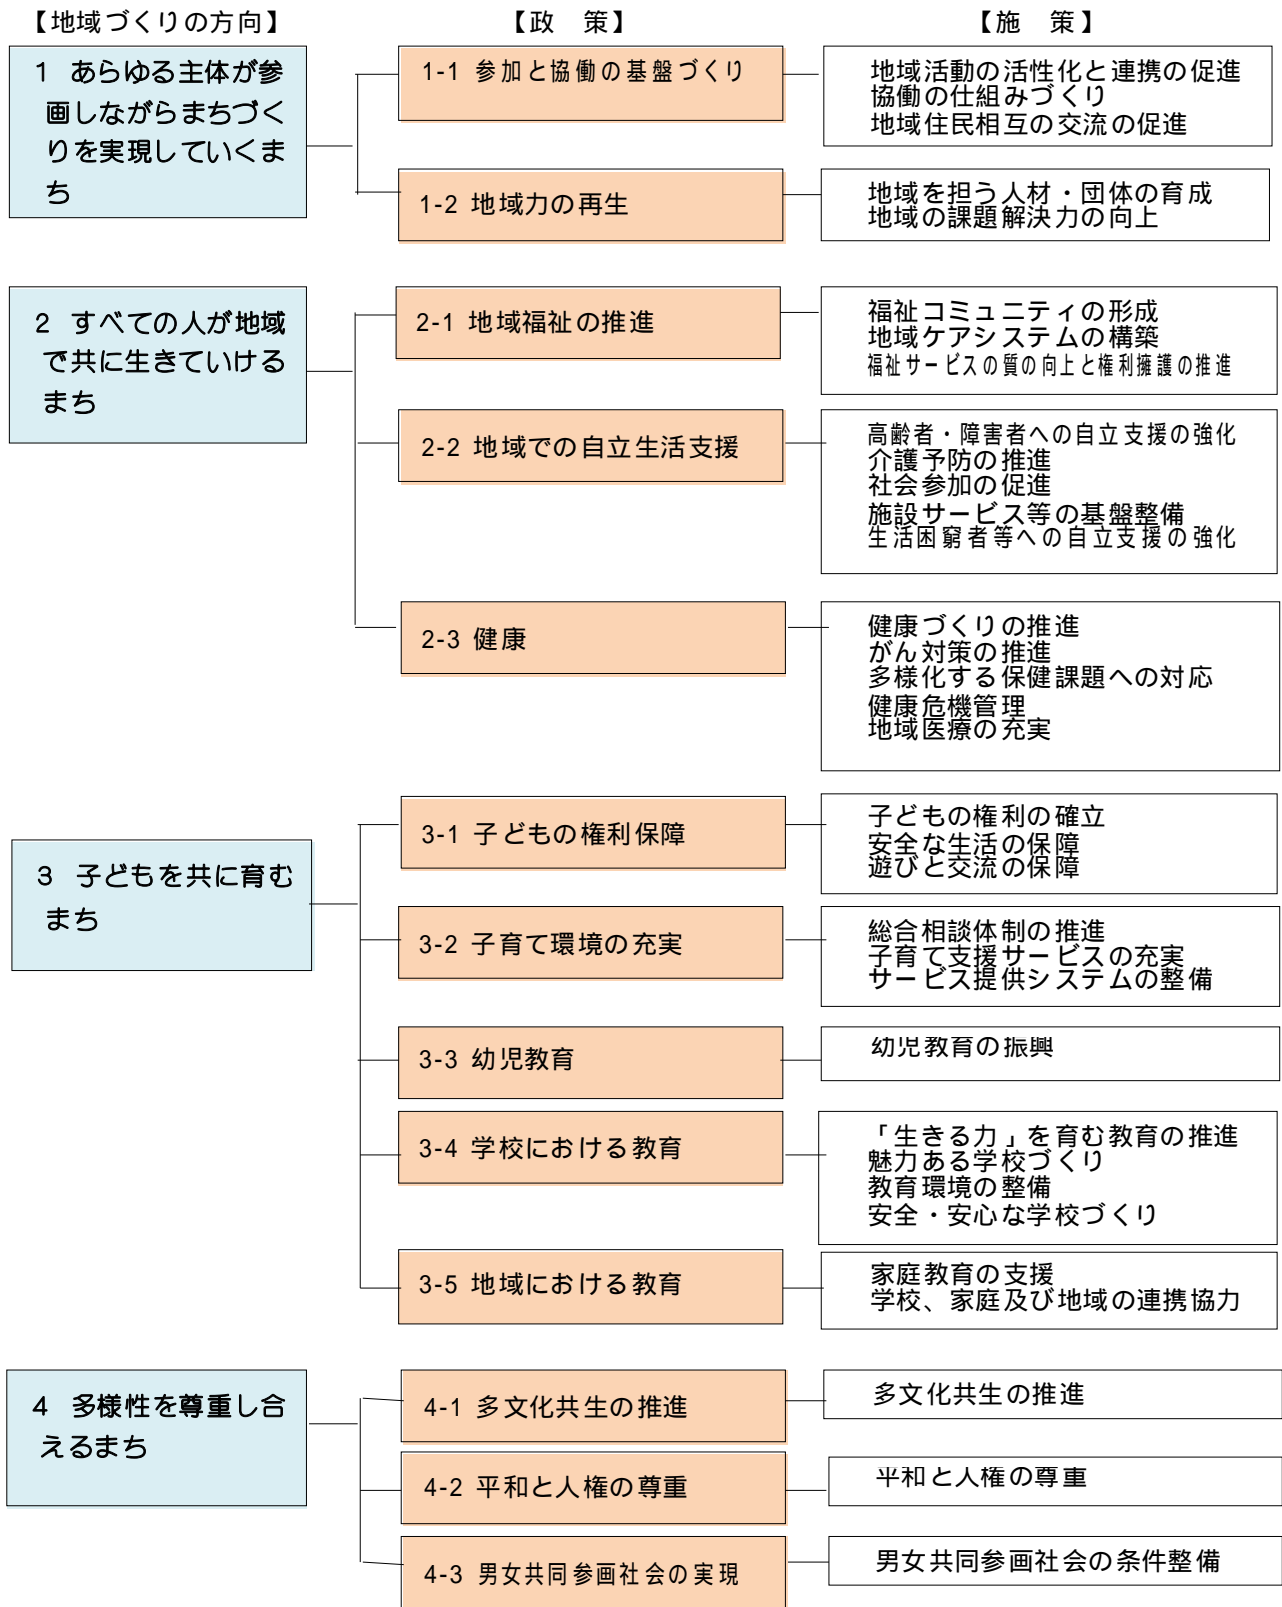 【地域づくりの方向】
【政　策】
【施　策】
1 あらゆる主体が参
画しながらまちづく
りを実現していくま
ち
1-1 参加と協働の基盤づくり
地域活動の活性化と連携の促進
協働の仕組みづくり
地域住民相互の交流の促進
1-2 地域力の再生
地域を担う人材・団体の育成
地域の課題解決力の向上
2 すべての人が地域
で共に生きていける
まち
2-1 地域福祉の推進
福祉コミュニティの形成
地域ケアシステムの構築
福祉サービスの質の向上と権利擁護の推進
2-2 地域での自立生活支援
高齢者・障害者への自立支援の強化
介護予防の推進
社会参加の促進
施設サービス等の基盤整備
生活困窮者等への自立支援の強化
2-3 健康
健康づくりの推進
がん対策の推進
多様化する保健課題への対応
健康危機管理
地域医療の充実
3 子どもを共に育む
まち
3-1 子どもの権利保障
子どもの権利の確立
安全な生活の保障
遊びと交流の保障
3-2 子育て環境の充実
総合相談体制の推進
子育て支援サービスの充実
サービス提供システムの整備
3-3 幼児教育
幼児教育の振興
3-4 学校における教育
「生きる力」を育む教育の推進
魅力ある学校づくり
教育環境の整備
安全・安心な学校づくり
3-5 地域における教育
家庭教育の支援
学校、家庭及び地域の連携協力
4 多様性を尊重し合
えるまち
4-1 多文化共生の推進
多文化共生の推進
4-2 平和と人権の尊重
平和と人権の尊重
4-3 男女共同参画社会の実現
男女共同参画社会の条件整備